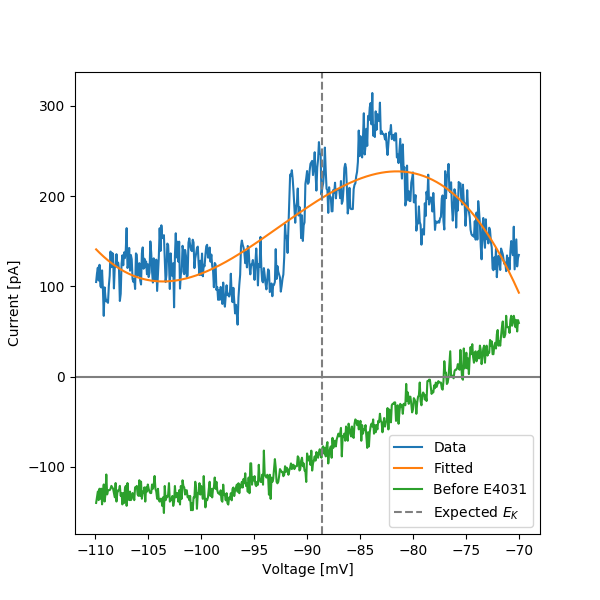 300
200
100
0
−100
Current [pA]
−110
−105
−100
−95
−90
−85
−80
−75
−70
Voltage [mV]
Data
Fitted
Before E4031
Expected E_K